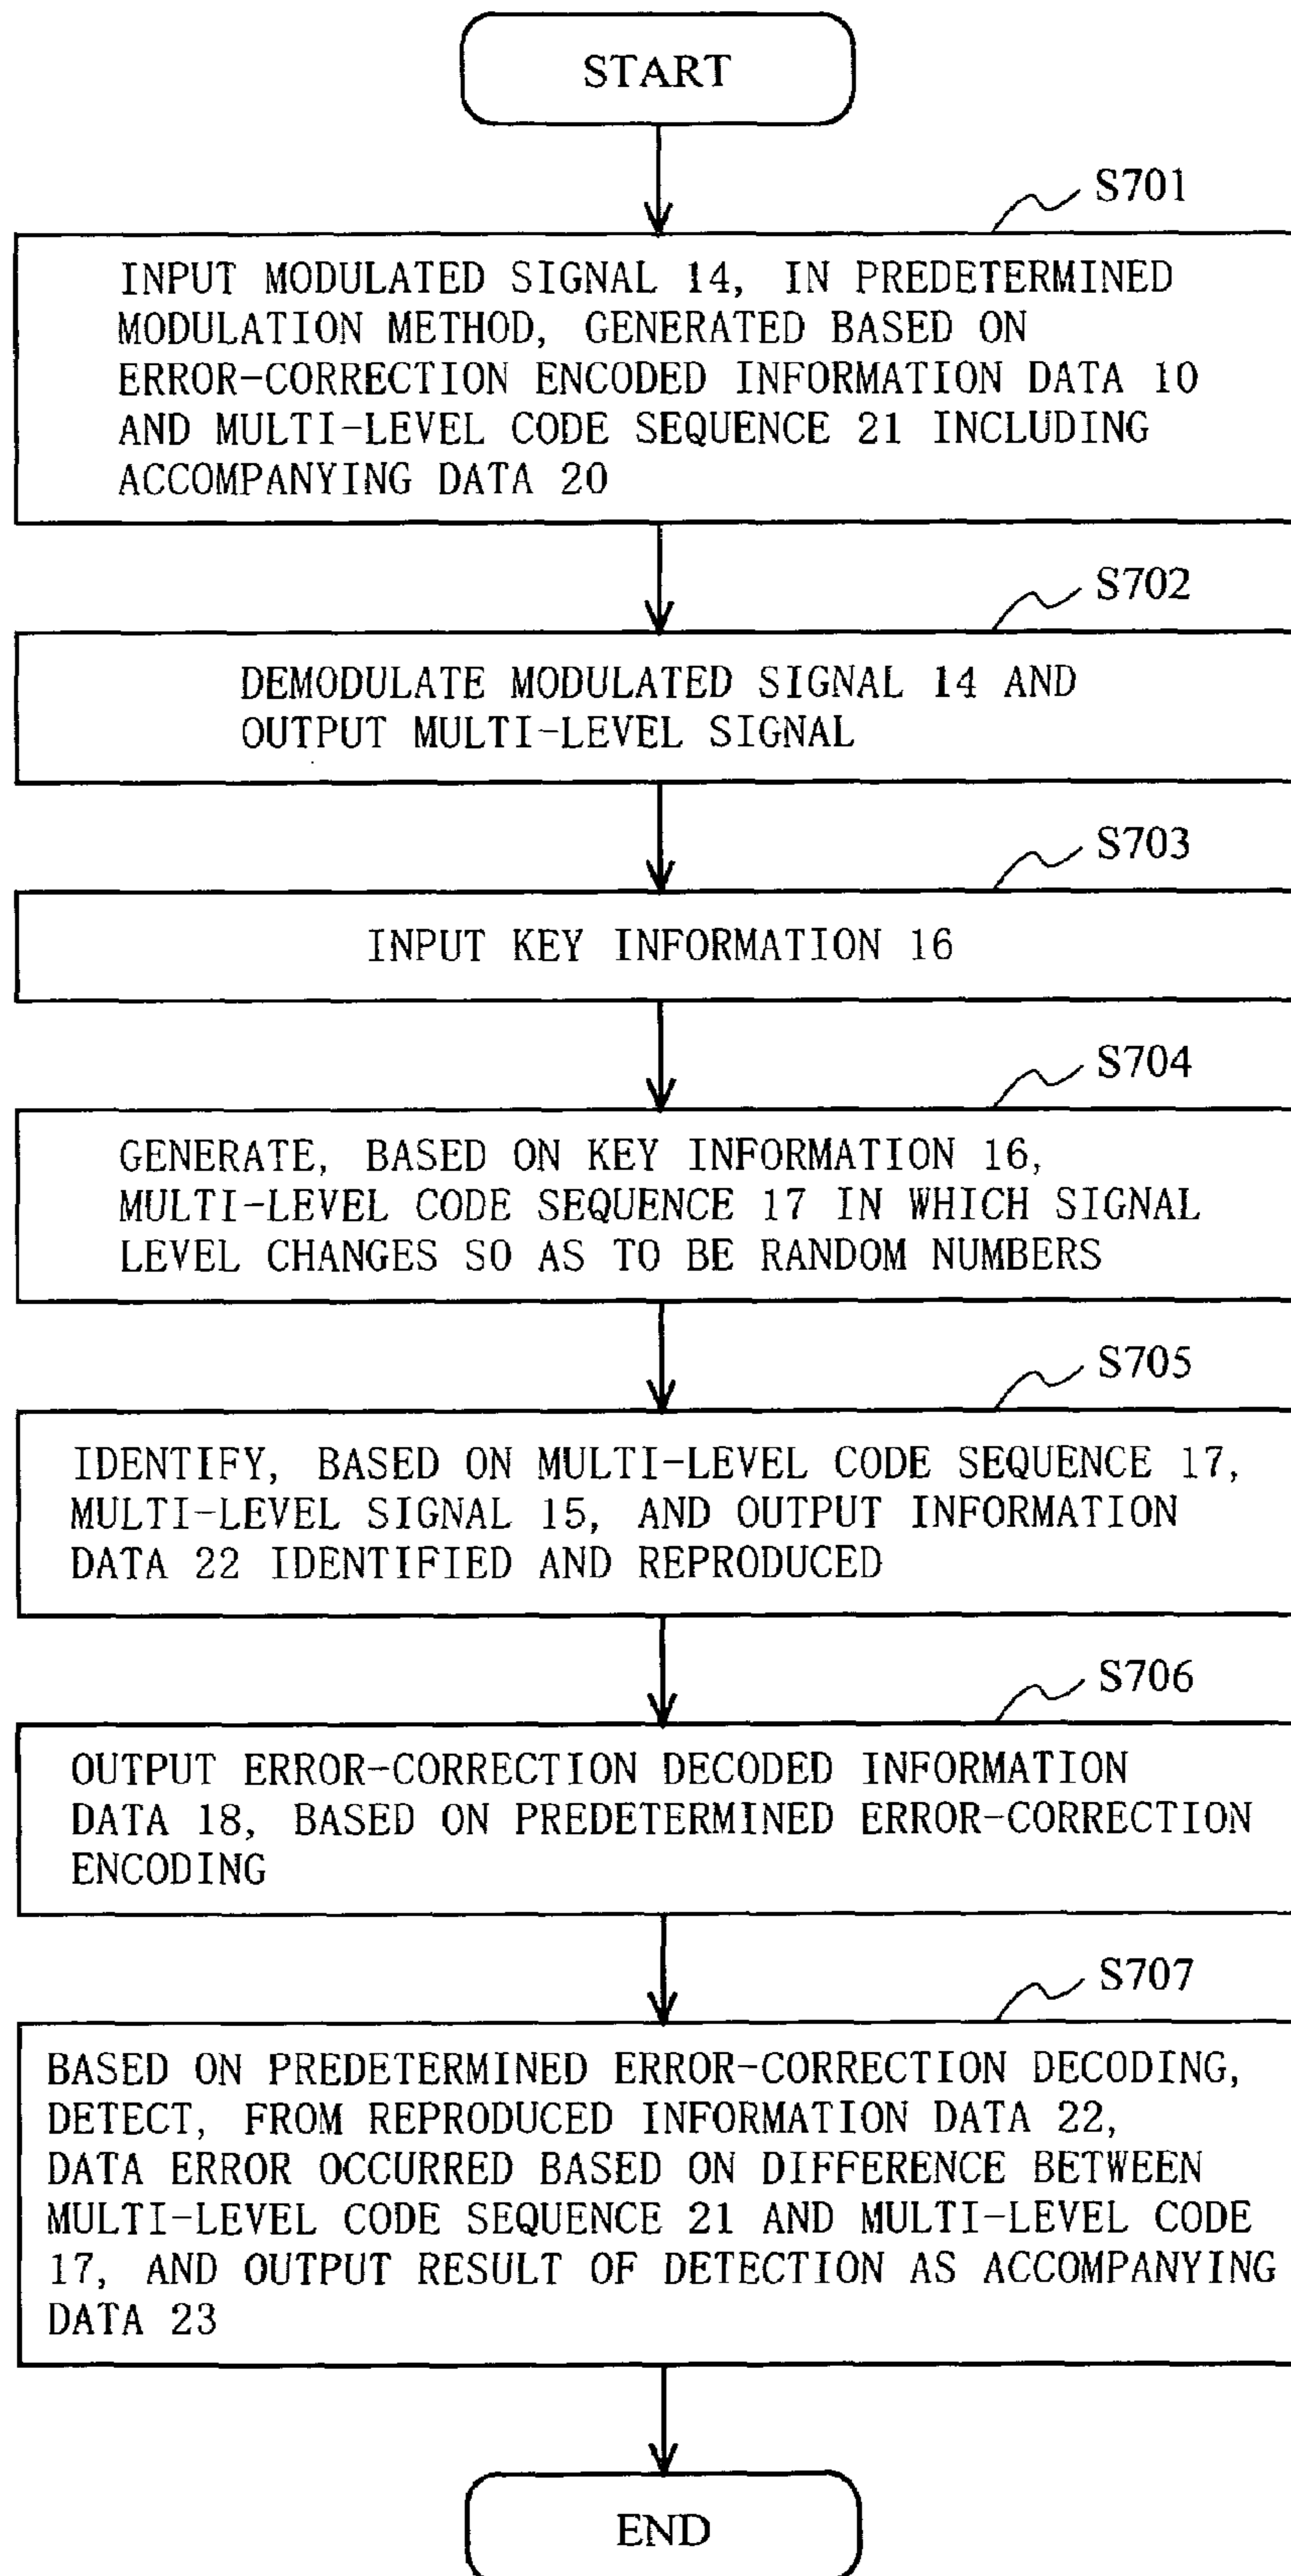 START
S701
INPUT MODULATED SIGNAL 14, IN PREDETERMINED
MODULATION METHOD, GENERATED BASED ON
ERROR-CORRECTION ENCODED INFORMATION DATA 10
AND MULTI-LEVEL CODE SEQUENCE 21 INCLUDING
ACCOMPANYING DATA 20
S702
DEMODULATE MODULATED SIGNAL 14 AND
OUTPUT MULTI-LEVEL SIGNAL
S703
INPUT KEY INFORMATION 16
S704
GENERATE, BASED ON KEY INFORMATION 16,
MULTI-LEVEL CODE SEQUENCE 17 IN WHICH SIGNAL
LEVEL CHANGES SO AS TO BE RANDOM NUMBERS
S705
IDENTIFY, BASED ON MULTI-LEVEL CODE SEQUENCE 17,
MULTI-LEVEL SIGNAL 15, AND OUTPUT INFORMATION
DATA 22 IDENTIFIED AND REPRODUCED
S706
OUTPUT ERROR-CORRECTION DECODED INFORMATION
DATA 18, BASED ON PREDETERMINED ERROR-CORRECTION
ENCODING
S707
BASED ON PREDETERMINED ERROR-CORRECTION DECODING,
DETECT, FROM REPRODUCED INFORMATION DATA 22,
DATA ERROR OCCURRED BASED ON DIFFERENCE BETWEEN
MULTI-LEVEL CODE SEQUENCE 21 AND MULTI-LEVEL CODE
17, AND OUTPUT RESULT OF DETECTION AS ACCOMPANYING
DATA 23
END